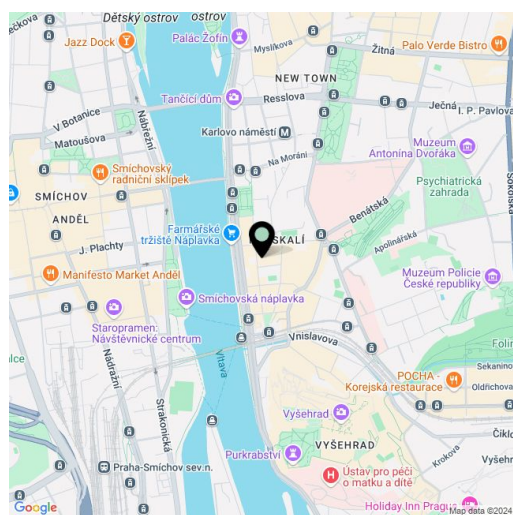 Dětský ostrov
ostrov
Jazz Dock
Palác Žofín
Myslíkova
Žitná
Palo Verde Bistro
NEW TOWN
Tančící dům
Resslova
Ječná
I. P. Pavlova
V Botanice
Matoušova
Nábřežní
Karlovo náměstí
Na Moráni
Muzeum
Antonína Dvořáka
Sokolská
Smíchovský
radniční sklípek
Psychiatrická
zahrada
SMÍCHOV
ANDĚL
Benátská
Farmářské
tržiště Náplavka
Apolinářská
J. Plachty
Manifesto Market Anděl
Muzeum Policie
České republiky
Smíchovská náplavka
Staropramen:
Návštěvnické centrum
Vnislavova
Vltava
Nádražní
Strakonická
Sekaninova
POCHA -
Korejská restaurace
Oldřichova
Vyšehrad
VYŠEHRAD
Krokova
Purkrabství
Praha-Smíchov sev.n.
Ústav pro péči
o matku a dítě
Holiday Inn Prague
Google
Map data ©2024